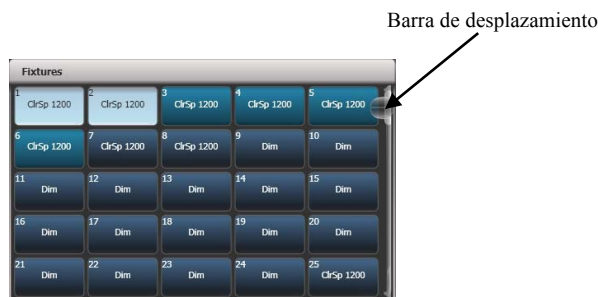 Barra de desplazamiento
Fixtures
1 ClrSp 1200 2 ClrSp 1200 3 ClrSp 1200 4 ClrSp 1200 5 ClrSp 1200
6 ClrSp 1200 7 ClrSp 1200 8 ClrSp 1200 9 Dim 10 Dim
11 Dim 12 Dim 13 Dim 14 Dim 15 Dim
16 Dim 17 Dim 18 Dim 19 Dim 20 Dim
21 Dim 22 Dim 23 Dim 24 Dim 25 ClrSp 1200